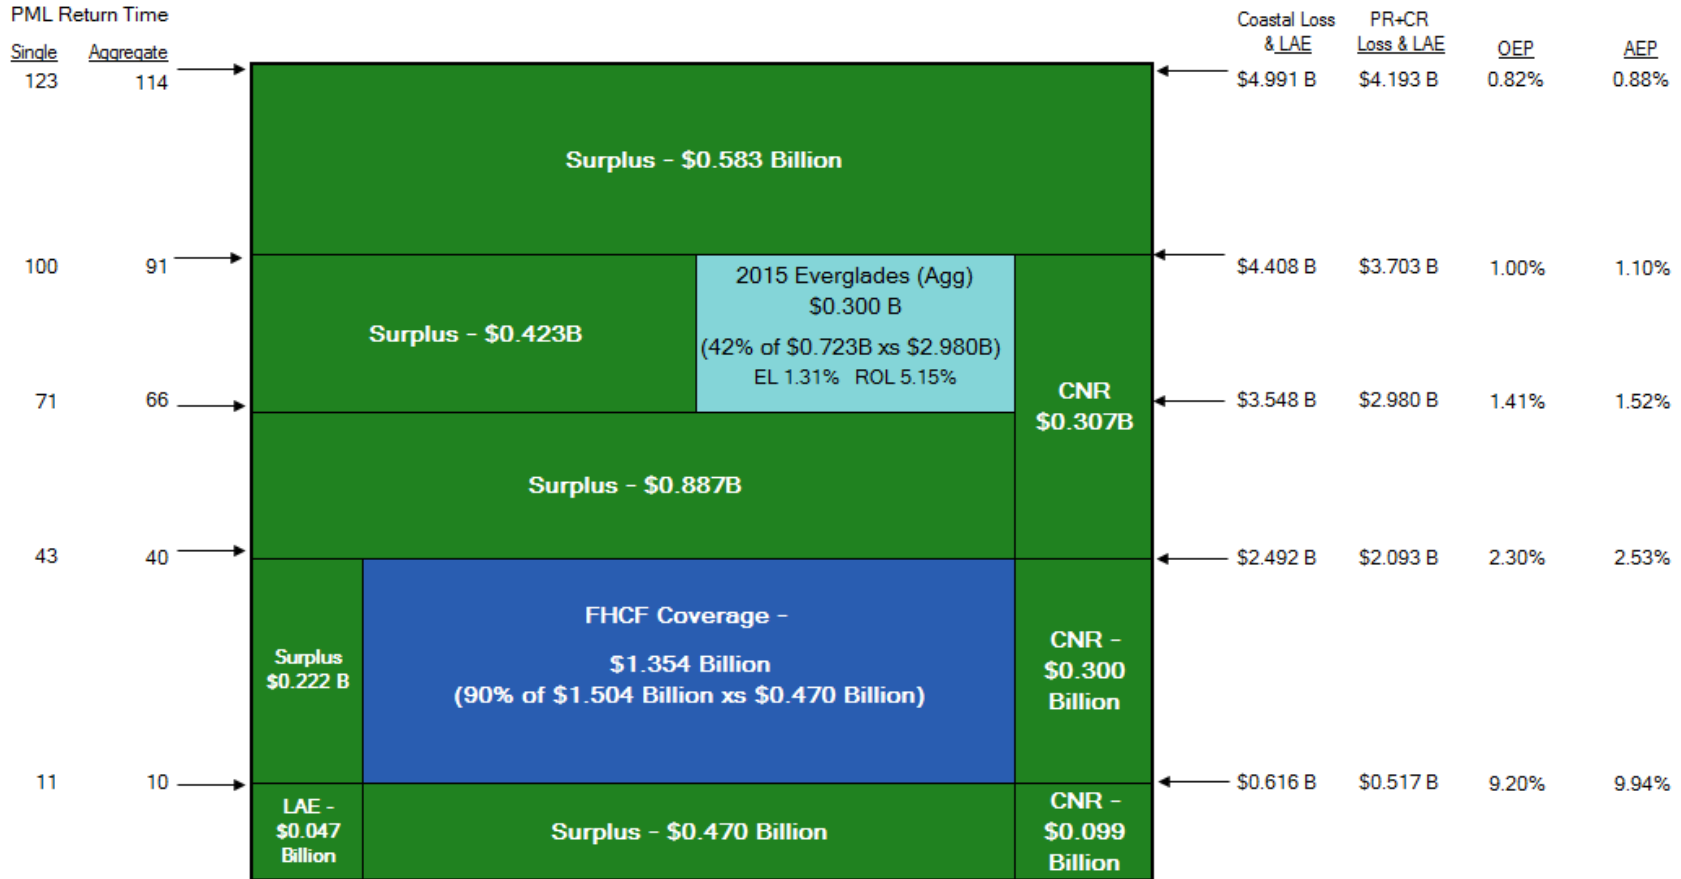 PML Return Time
Single Aggregate
Coastal Loss & LAE
PR+CR Loss & LAE
OEP
AEP
123 114
$4.991 B $4.193 B 0.82% 0.88%
Surplus - $0.583 Billion
100 91
$4.408 B $3.703 B 1.00% 1.10%
2015 Everglades (Agg)
$0.300 B
(42% of $0.723B xs $2.980B)
EL 1.31% ROL 5.15%
Surplus - $0.423B
CNR
$0.307B
71 66
$3.548 B $2.980 B 1.41% 1.52%
Surplus - $0.887B
43 40
$2.492 B $2.093 B 2.30% 2.53%
Surplus
$0.222 B
FHCF Coverage -
$1.354 Billion
(90% of $1.504 Billion xs $0.470 Billion)
CNR -
$0.300
Billion
11 10
$0.616 B $0.517 B 9.20% 9.94%
LAE -
$0.047
Billion
Surplus - $0.470 Billion
CNR -
$0.099
Billion